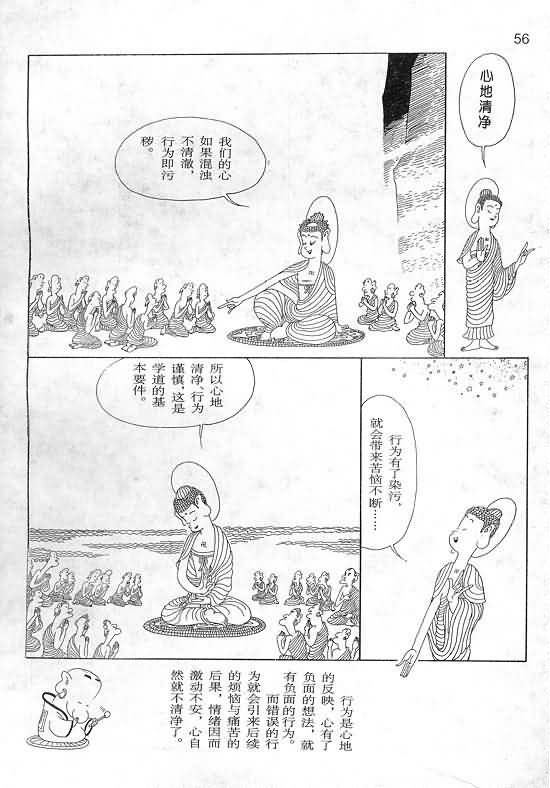 56
心地清净
我们的心
如果混浊
不清澈，
行为即污
秽。
行为有了染污，
就会带来苦恼不断……
所以心地
清净、行为
谨慎，这是
学道的基
本要件。
行为是心地
的反映，心有了
负面的想法，就
有负面的行为。
而错误的行
为就会引来后续
的烦恼与痛苦的
后果，情绪因而
激动不安，心自
然就不清净了。